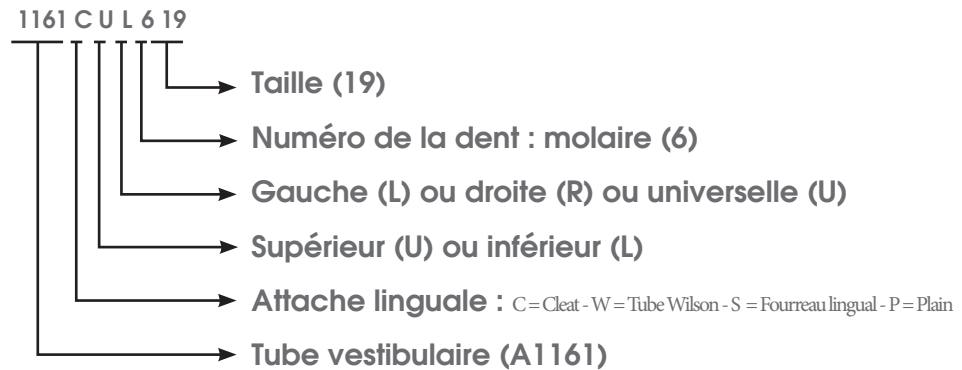 1161 C U L 6 19
Taille (19)
Numéro de la dent : molaire (6)
Gauche (L) ou droite (R) ou universelle (U)
Supérieur (U) ou inférieur (L)
Attache linguale : C = Cleat - W = Tube Wilson - S = Fourreau lingual - P = Plain
Tube vestibulaire (A1161)